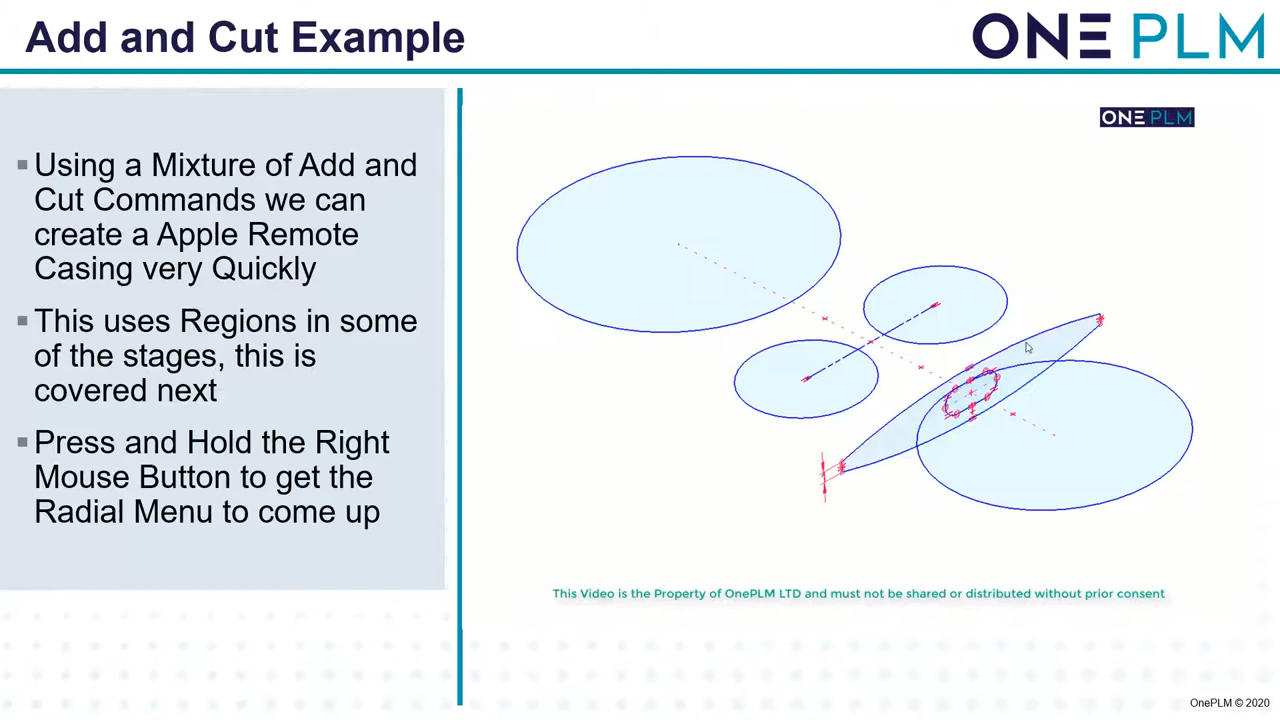 Add and Cut Example
ONE PLM
ONE PLM
Using a Mixture of Add and
Cut Commands we can
create a Apple Remote
Casing very Quickly
This uses Regions in some
of the stages, this is
covered next
Press and Hold the Right
Mouse Button to get the
Radial Menu to come up
This Video is the Property of OnePLM LTD and must not be shared or distributed without prior consent
OnePLM © 2020